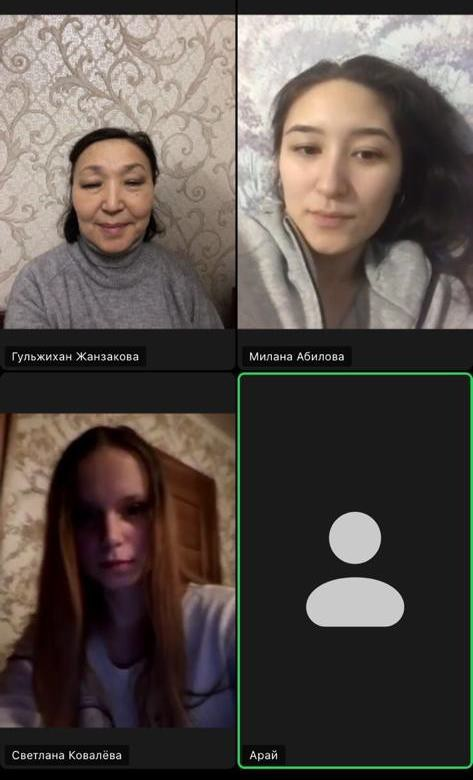 Гульжихан Жанзакова
Милана Абилова
Светлана Ковалёва
Арай